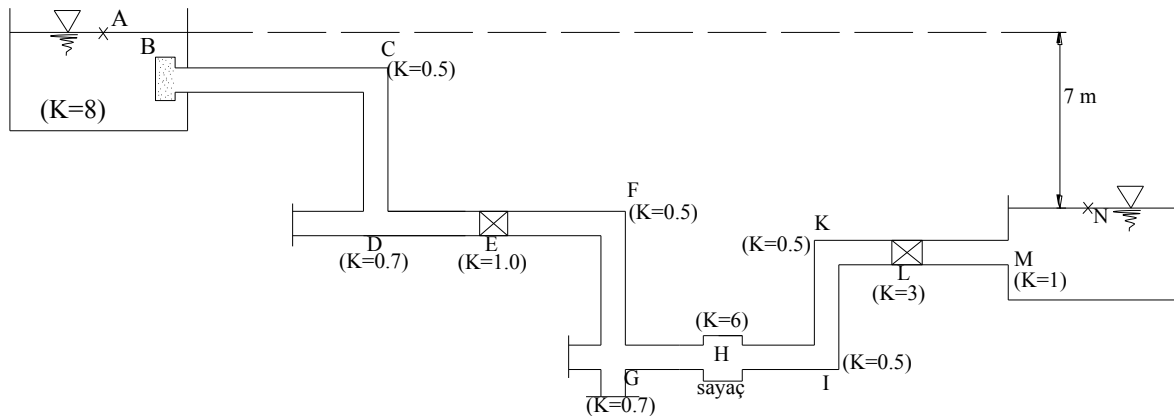 A
B
C
(K=0.5)
(K=8)
7 m
F
(K=0.5)
N
K
(K=0.5)
D
(K=0.7)
E
(K=1.0)
L
(K=3)
M
(K=1)
(K=6)
H
sayaç
G
(K=0.7)
I
(K=0.5)